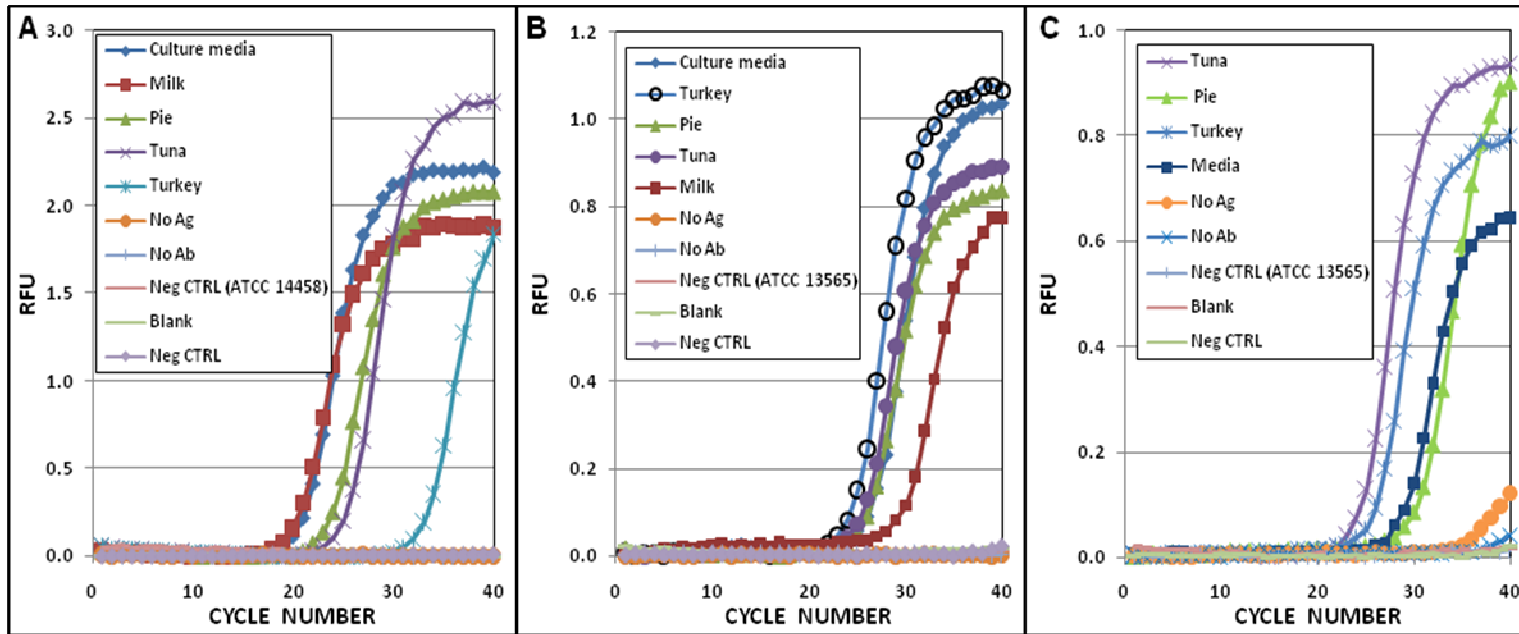 A
3.0
2.5
2.0
1.5
1.0
0.5
0.0
RFU
Culture media
Milk
Pie
Tuna
Turkey
No Ag
No Ab
Neg CTRL (ATCC 14458)
Blank
Neg CTRL
0 10 20 30 40
CYCLE NUMBER
B
1.2
1.0
0.8
0.6
0.4
0.2
0.0
RFU
Culture media
Turkey
Pie
Tuna
Milk
No Ag
No Ab
Neg CTRL (ATCC 13565)
Blank
Neg CTRL
0 10 20 30 40
CYCLE NUMBER
C
1.0
0.8
0.6
0.4
0.2
0.0
RFU
Tuna
Pie
Turkey
Media
No Ag
No Ab
Neg CTRL (ATCC 13565)
Blank
Neg CTRL
0 10 20 30 40
CYCLE NUMBER